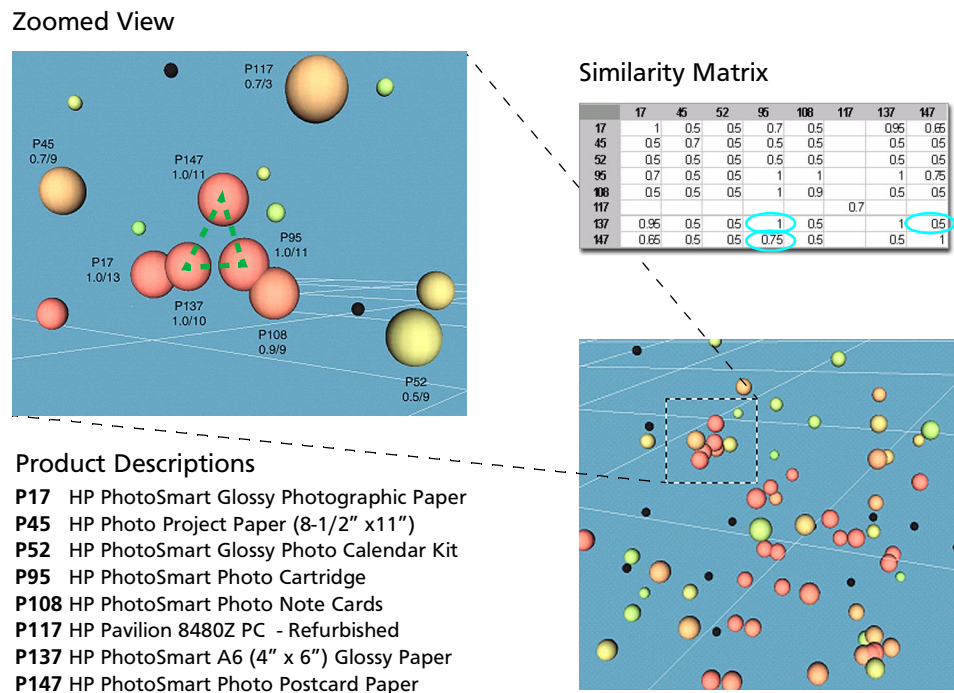 Zoomed View
P117
0.7/3
P45
0.7/9
P147
1.0/11
P95
1.0/11
P17
1.0/13
P137
1.0/10
P108
0.9/9
P52
0.5/9
Similarity Matrix
17 45 52 95 108 117 137 147
17 1 0.5 0.5 0.7 0.5 0.95 0.65
45 0.5 0.7 0.5 0.5 0.5 0.5 0.5
52 0.5 0.5 0.5 0.5 0.5 0.5 0.5
95 0.7 0.5 0.5 1 1 1 0.75
108 0.5 0.5 0.5 1 0.9 0.5 0.5
117 0.7
137 0.95 0.5 0.5 1 0.5 1 0.5
147 0.65 0.5 0.5 0.75 0.5 0.5 1
Product Descriptions
P17 HP PhotoSmart Glossy Photographic Paper
P45 HP Photo Project Paper (8-1/2” x11”)
P52 HP PhotoSmart Glossy Photo Calendar Kit
P95 HP PhotoSmart Photo Cartridge
P108 HP PhotoSmart Photo Note Cards
P117 HP Pavilion 8480Z PC - Refurbished
P137 HP PhotoSmart A6 (4” x 6”) Glossy Paper
P147 HP PhotoSmart Photo Postcard Paper